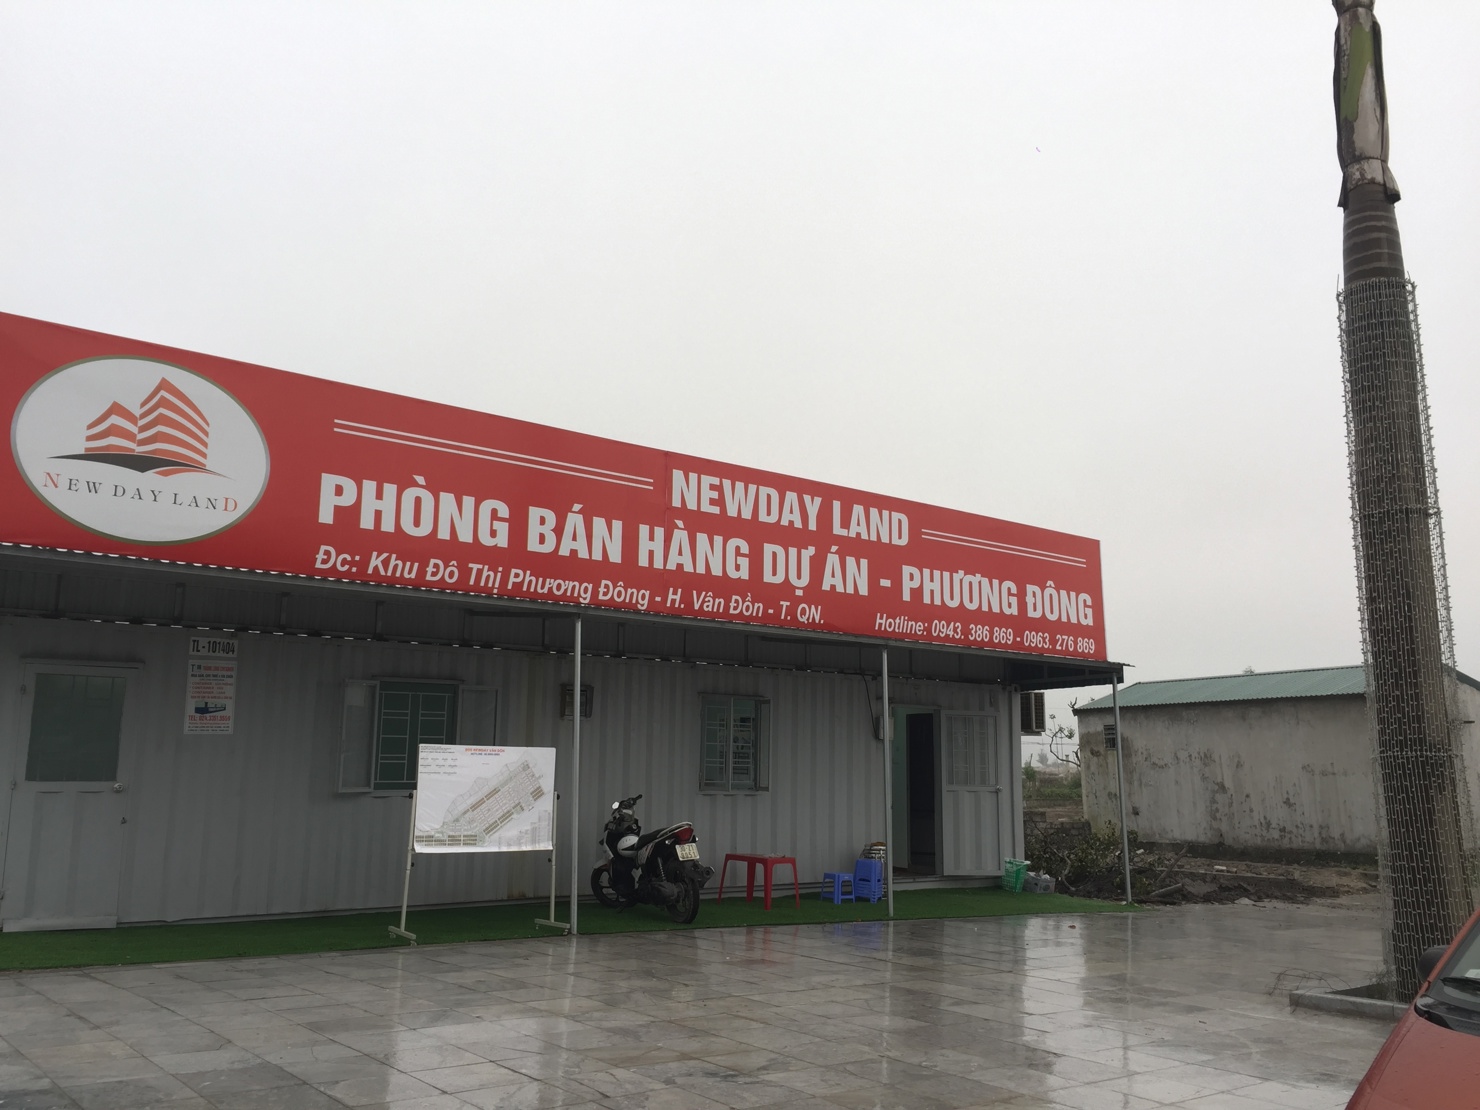 NEW DAY LAND
NEWDAY LAND
PHÒNG BÁN HÀNG DỰ ÁN - PHƯƠNG ĐÔNG
Đc: Khu Đô Thị Phương Đông - H. Vân Đồn - T. QN.
Hotline: 0943. 386 869 - 0963. 276 869
TL - 101404